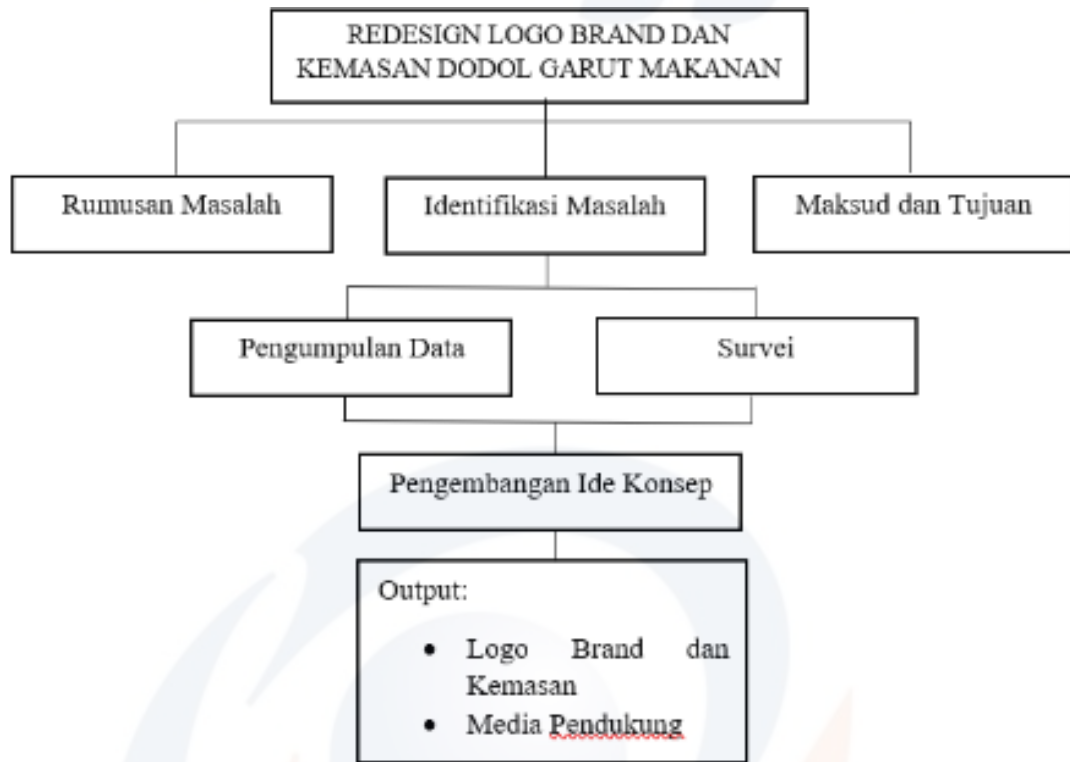 REDESIGN LOGO BRAND DAN
KEMASAN DODOL GARUT MAKANAN
Rumusan Masalah
Identifikasi Masalah
Maksud dan Tujuan
Pengumpulan Data
Survei
Pengembangan Ide Konsep
Output:
• Logo Brand dan
Kemasan
• Media Pendukung